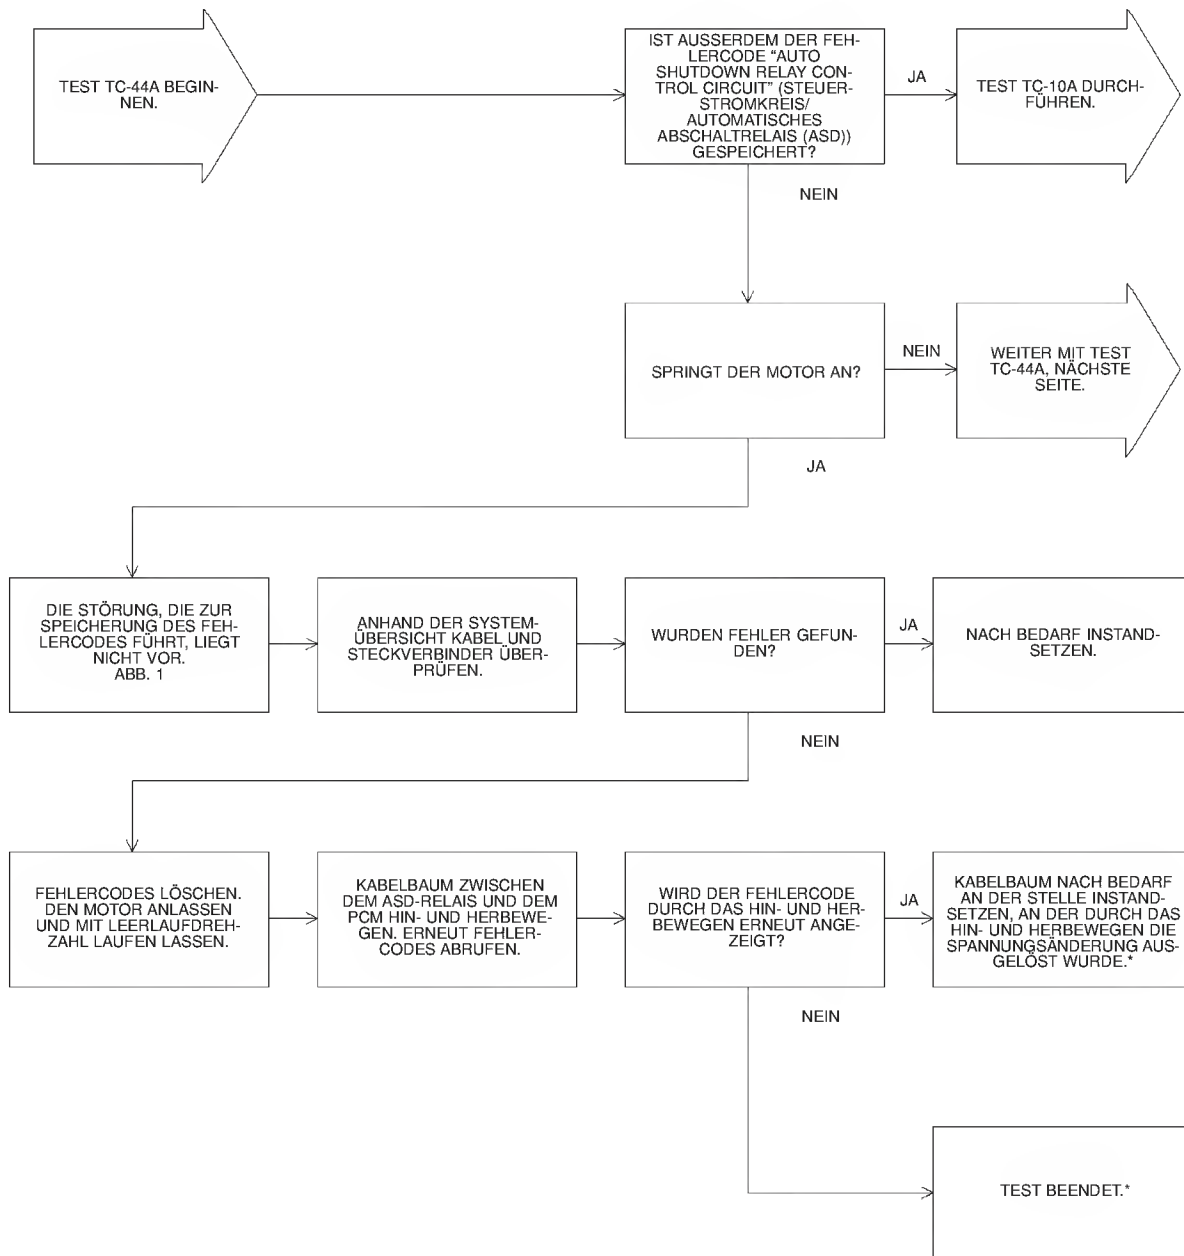 TEST TC-44A BEGIN-
NEN.
IST AUSSERDEM DER FEH-
LERCODE “AUTO
SHUTDOWN RELAY CON-
TROL CIRCUIT” (STEUER-
STROMKREIS/
AUTOMATISCHES
ABSCHALTRELAIS (ASD))
GESPEICHERT?
JA
TEST TC-10A DURCH-
FÜHREN.
NEIN
SPRINGT DER MOTOR AN?
NEIN
WEITER MIT TEST
TC-44A, NÄCHSTE
SEITE.
JA
DIE STÖRUNG, DIE ZUR
SPEICHERUNG DES FEH-
LERCODES FÜHRT, LIEGT
NICHT VOR.
ABB. 1
ANHAND DER SYSTEM-
ÜBERSICHT KABEL UND
STECKVERBINDER ÜBER-
PRÜFEN.
WURDEN FEHLER GEFUN-
DEN?
JA
NACH BEDARF INSTAND-
SETZEN.
NEIN
FEHLERCODES LÖSCHEN.
DEN MOTOR ANLASSEN
UND MIT LEERLAUFDREH-
ZAHL LAUFEN LASSEN.
KABELBAUM ZWISCHEN
DEM ASD-RELAIS UND DEM
PCM HIN- UND HERBEWE-
GEN. ERNEUT FEHLER-
CODES ABRUFEN.
WIRD DER FEHLERCODE
DURCH DAS HIN- UND HER-
BEWEGEN ERNEUT ANGE-
ZEIGT?
JA
KABELBAUM NACH BEDARF
AN DER STELLE INSTAND-
SETZEN, AN DER DURCH DAS
HIN- UND HERBEWEGEN DIE
SPANNUNGSÄNDERUNG AUS-
GELÖST WURDE.*
NEIN
TEST BEENDET.*